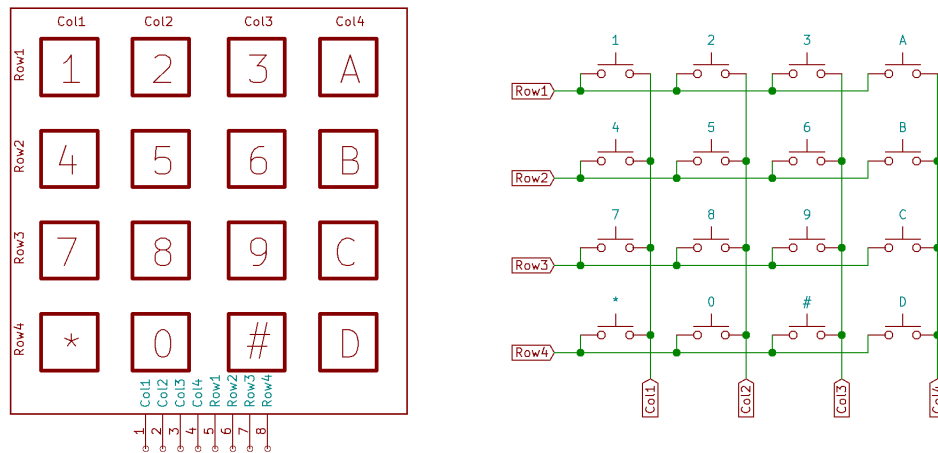 Col1 Col2 Col3 Col4
Row1 1 2 3 A
Row2 4 5 6 B
Row3 7 8 9 C
Row4 * 0 # D
Col1 Col2 Col3 Col4 Row1 Row2 Row3 Row4
1 2 3 4 5 6 7 8
1 2 3 A
Row1
4 5 6 B
Row2
7 8 9 C
Row3
* 0 # D
Row4
Col1 Col2 Col3 Col4